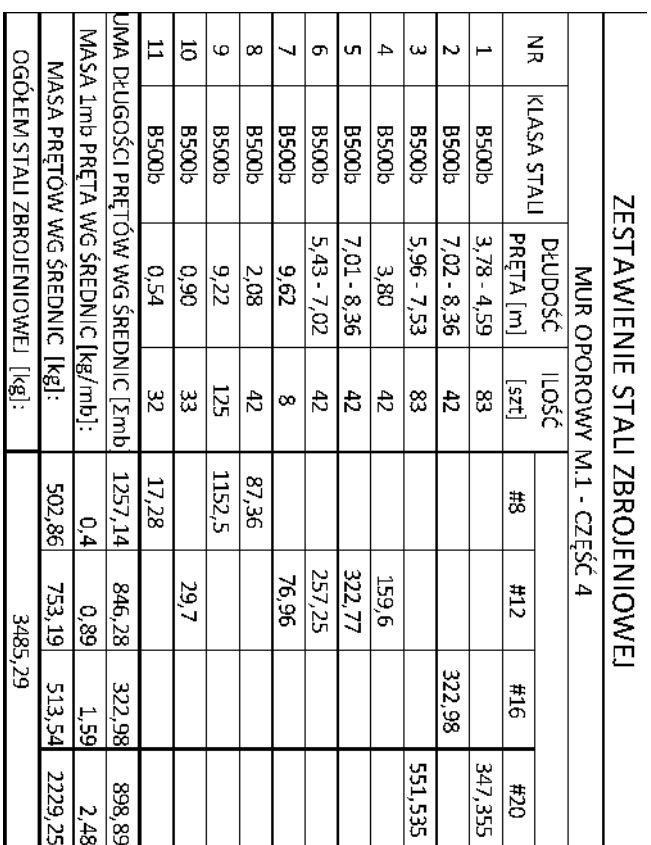 ZESTAWIENIE STALI ZBROJENIOWEJ
MUR OPOROWY M.1 - CZĘŚĆ 4
NR KLASA STALI DŁUDOŚĆ PRĘTA [m] ILOŚĆ [szt] #8 #12 #16 #20
1 B500b 3,78 - 4,59 83 347,355
2 B500b 7,02 - 8,36 42 322,98
3 B500b 5,96 - 7,53 83 551,535
4 B500b 3,80 42 159,6
5 B500b 7,01 - 8,36 42 322,77
6 B500b 5,43 - 7,02 42 257,25
7 B500b 9,62 8 76,96
8 B500b 2,08 42 87,36
9 B500b 9,22 125 1152,5
10 B500b 0,90 33 29,7
11 B500b 0,54 32 17,28
UMA DŁUGOŚCI PRĘTÓW WG ŚREDNIC [Σmb 1257,14 846,28 322,98 898,89
MASA 1mb PRĘTA WG ŚREDNIC [kg/mb]: 0,4 0,89 1,59 2,48
MASA PRĘTÓW WG ŚREDNIC [kg]: 502,86 753,19 513,54 2229,25
OGÓŁEM STALI ZBROJENIOWEJ [kg]: 3485,29